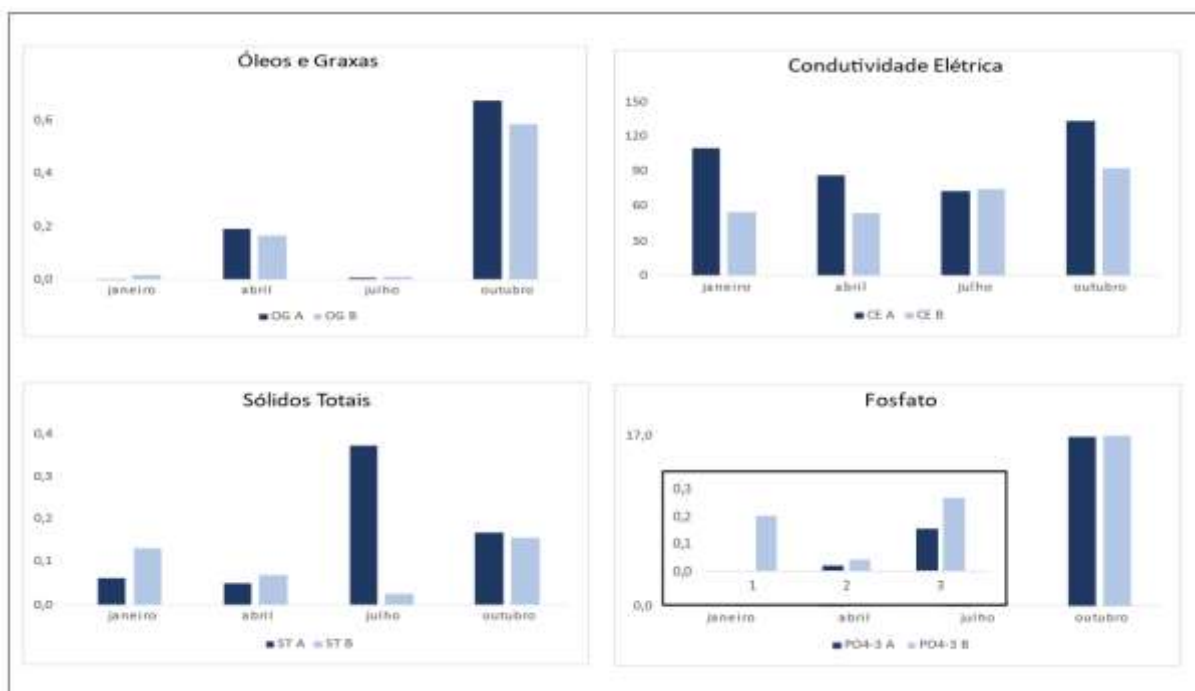 Óleos e Graxas
0,6
0,4
0,2
0,0
janeiro abril julho outubro
OG A OG B
Condutividade Elétrica
150
120
90
60
30
0
janeiro abril julho outubro
CE A CE B
Sólidos Totais
0,4
0,3
0,2
0,1
0,0
janeiro abril julho outubro
ST A ST B
Fosfato
17,0
0,3
0,2
0,1
0,0
1 2 3
0,0
janeiro abril julho outubro
PO4-3 A PO4-3 B